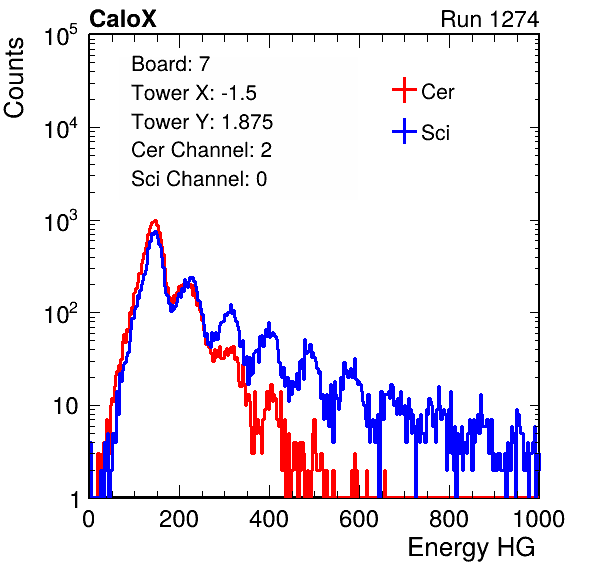 CaloX Run 1274
Counts
10^5
10^4
10^3
10^2
10
1
Board: 7
Tower X: -1.5
Tower Y: 1.875
Cer Channel: 2
Sci Channel: 0
Cer
Sci
0 200 400 600 800 1000
Energy HG